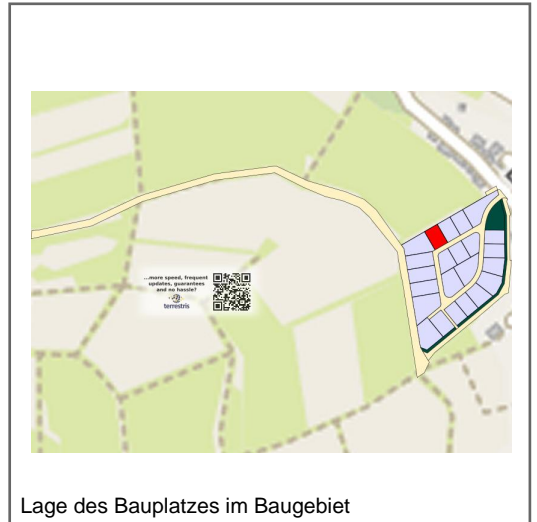 ...more speed, frequent
updates, guarantees
and no hassle?
terrestris
Lage des Bauplatzes im Baugebiet